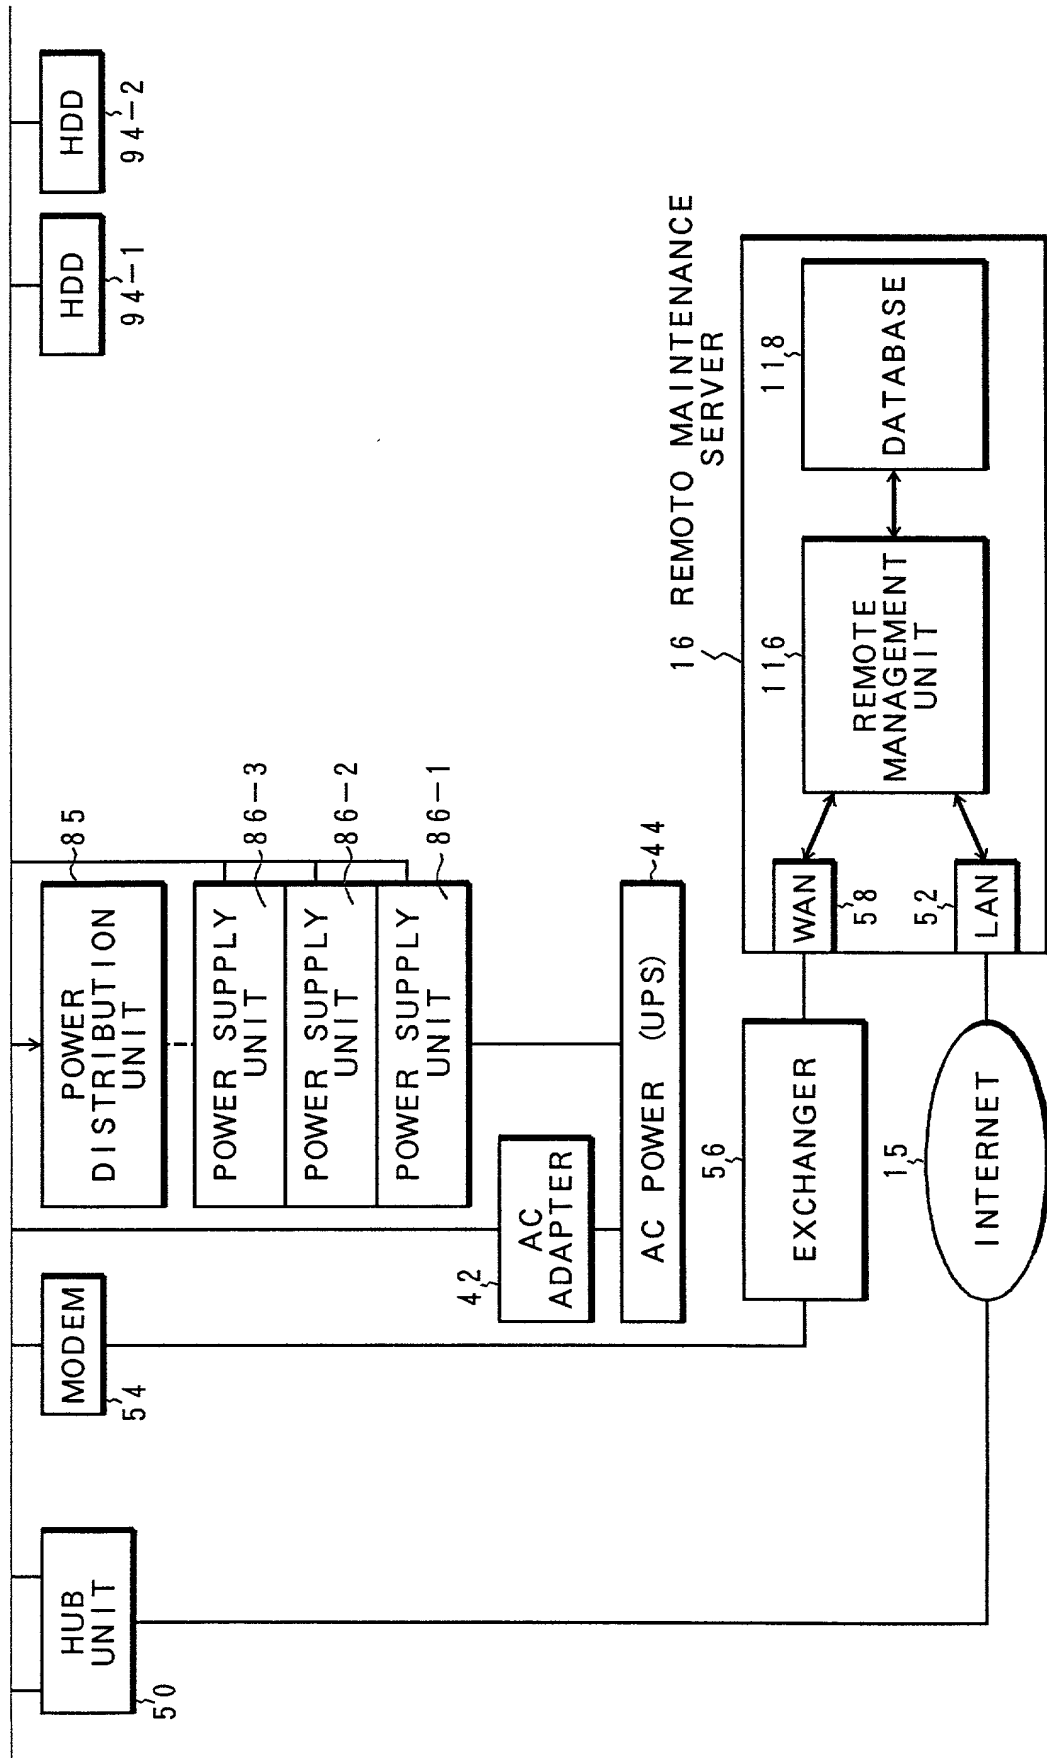 HUB
UNIT
50
MODEM
54
POWER
DISTRIBUTION
UNIT
85
POWER SUPPLY
UNIT
86-3
POWER SUPPLY
UNIT
86-2
POWER SUPPLY
UNIT
86-1
AC
ADAPTER
42
AC POWER (UPS)
44
HDD
94-1
HDD
94-2
16 REMOTO MAINTENANCE
SERVER
EXCHANGER
56
WAN
58
INTERNET
15
LAN
52
REMOTE
MANAGEMENT
UNIT
116
DATABASE
118